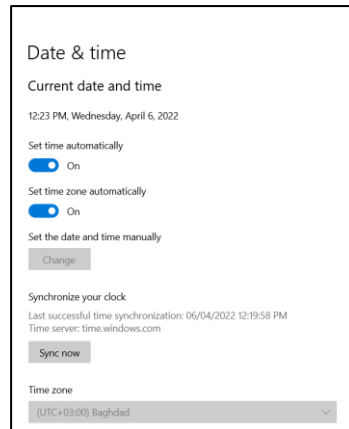 Date & time
Current date and time
12:23 PM, Wednesday, April 6, 2022
Set time automatically
On
Set time zone automatically
On
Set the date and time manually
Change
Synchronize your clock
Last successful time synchronization: 06/04/2022 12:19:58 PM
Time server: time.windows.com
Sync now
Time zone
(UTC+03:00) Baghdad